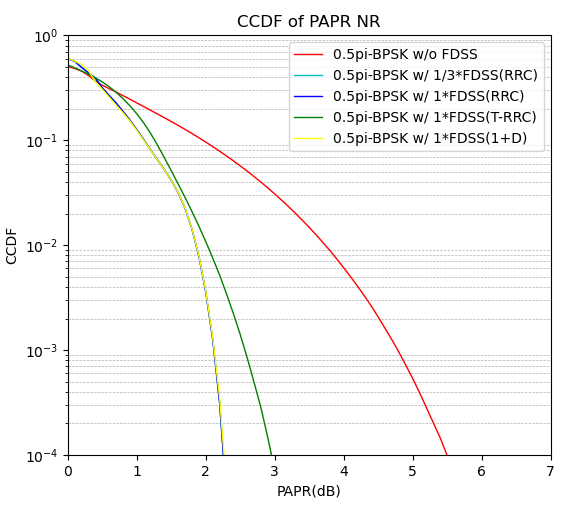 CCDF of PAPR NR
10⁰
10⁻¹
10⁻²
10⁻³
10⁻⁴
CCDF
0.5pi-BPSK w/o FDSS
0.5pi-BPSK w/ 1/3*FDSS(RRC)
0.5pi-BPSK w/ 1*FDSS(RRC)
0.5pi-BPSK w/ 1*FDSS(T-RRC)
0.5pi-BPSK w/ 1*FDSS(1+D)
0 1 2 3 4 5 6 7
PAPR(dB)